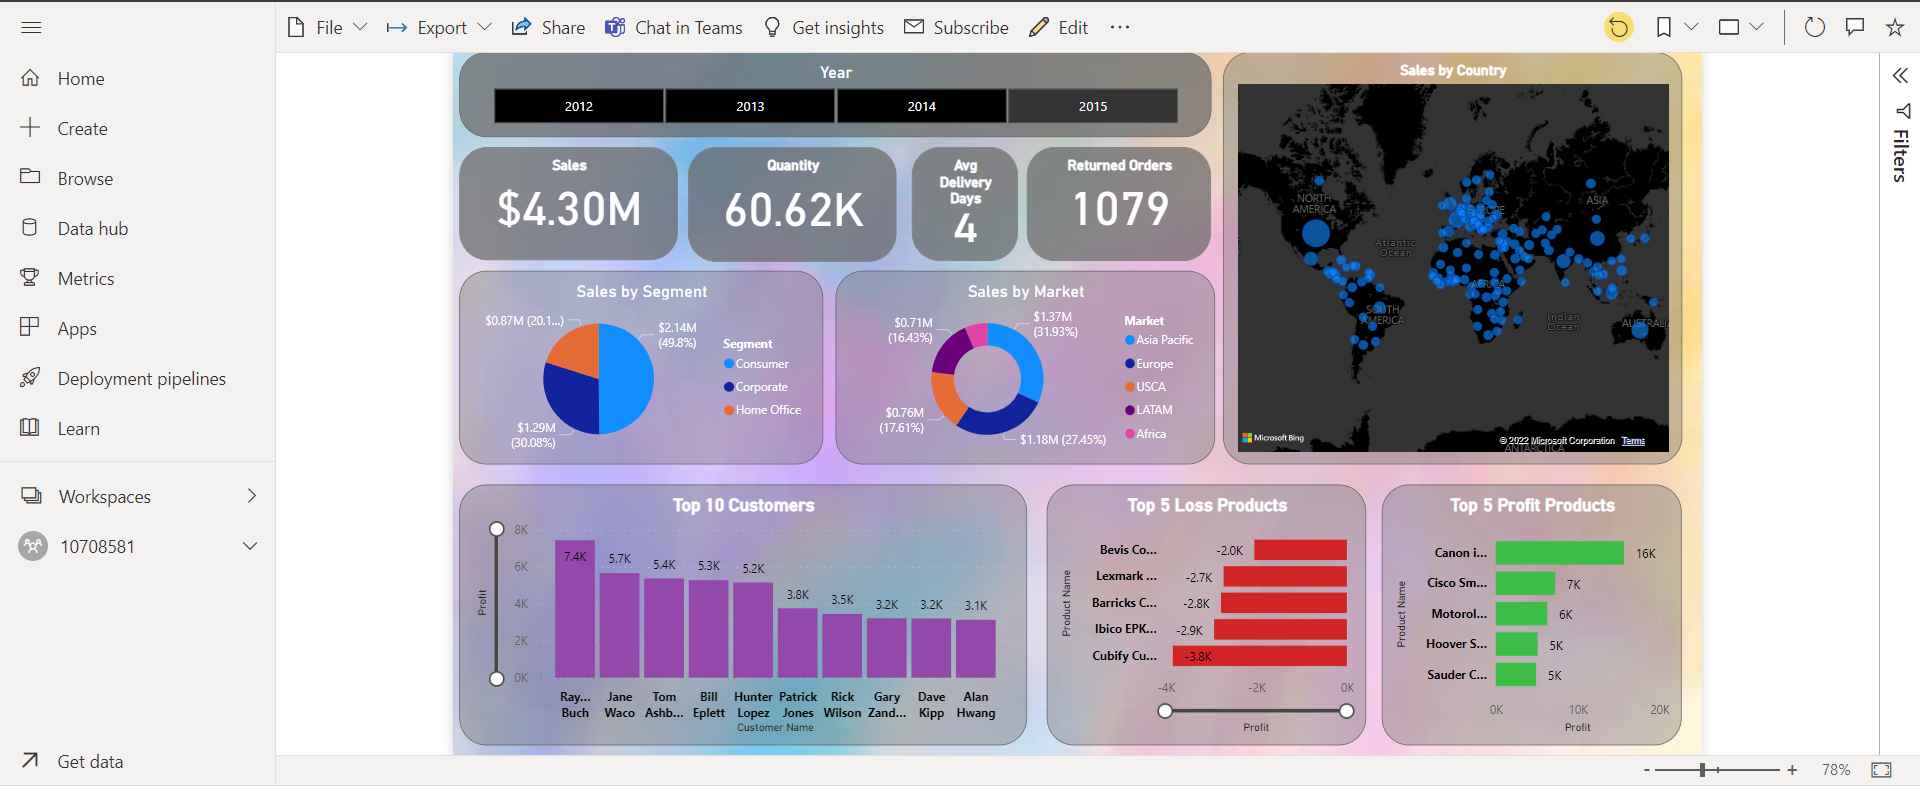 File
Export
Share
Chat in Teams
Get insights
Subscribe
Edit
Home
Create
Browse
Data hub
Metrics
Apps
Deployment pipelines
Learn
Workspaces
10708581
Get data
Year
2012
2013
2014
2015
Sales
$4.30M
Quantity
60.62K
Avg
Delivery
Days
4
Returned Orders
1079
Sales by Country
NORTH
AMERICA
Atlantic
Ocean
SOUTH
AMERICA
EUROPE
AFRICA
ASIA
Indian
Ocean
AUSTRALI
ANTARCTICA
Microsoft Bing
© 2022 Microsoft Corporation
Terms
Sales by Segment
$0.87M (20.1...)
$2.14M
(49.8%)
$1.29M
(30.08%)
Segment
Consumer
Corporate
Home Office
Sales by Market
$0.71M
(16.43%)
$1.37M
(31.93%)
$0.76M
(17.61%)
$1.18M (27.45%)
Market
Asia Pacific
Europe
USCA
LATAM
Africa
Top 10 Customers
Profit
8K
6K
4K
2K
0K
7.4K
5.7K
5.4K
5.3K
5.2K
3.8K
3.5K
3.2K
3.2K
3.1K
Ray...
Buch
Jane
Waco
Tom
Ashb...
Bill
Eplett
Hunter
Lopez
Patrick
Jones
Rick
Wilson
Gary
Zand...
Dave
Kipp
Alan
Hwang
Customer Name
Top 5 Loss Products
Product Name
Bevis Co...
-2.0K
Lexmark ...
-2.7K
Barricks C...
-2.8K
Ibico EPK...
-2.9K
Cubify Cu...
-3.8K
-4K
-2K
0K
Profit
Top 5 Profit Products
Product Name
Canon i...
16K
Cisco Sm...
7K
Motorol...
6K
Hoover S...
5K
Sauder C...
5K
0K
10K
20K
Profit
Filters
- + 78%